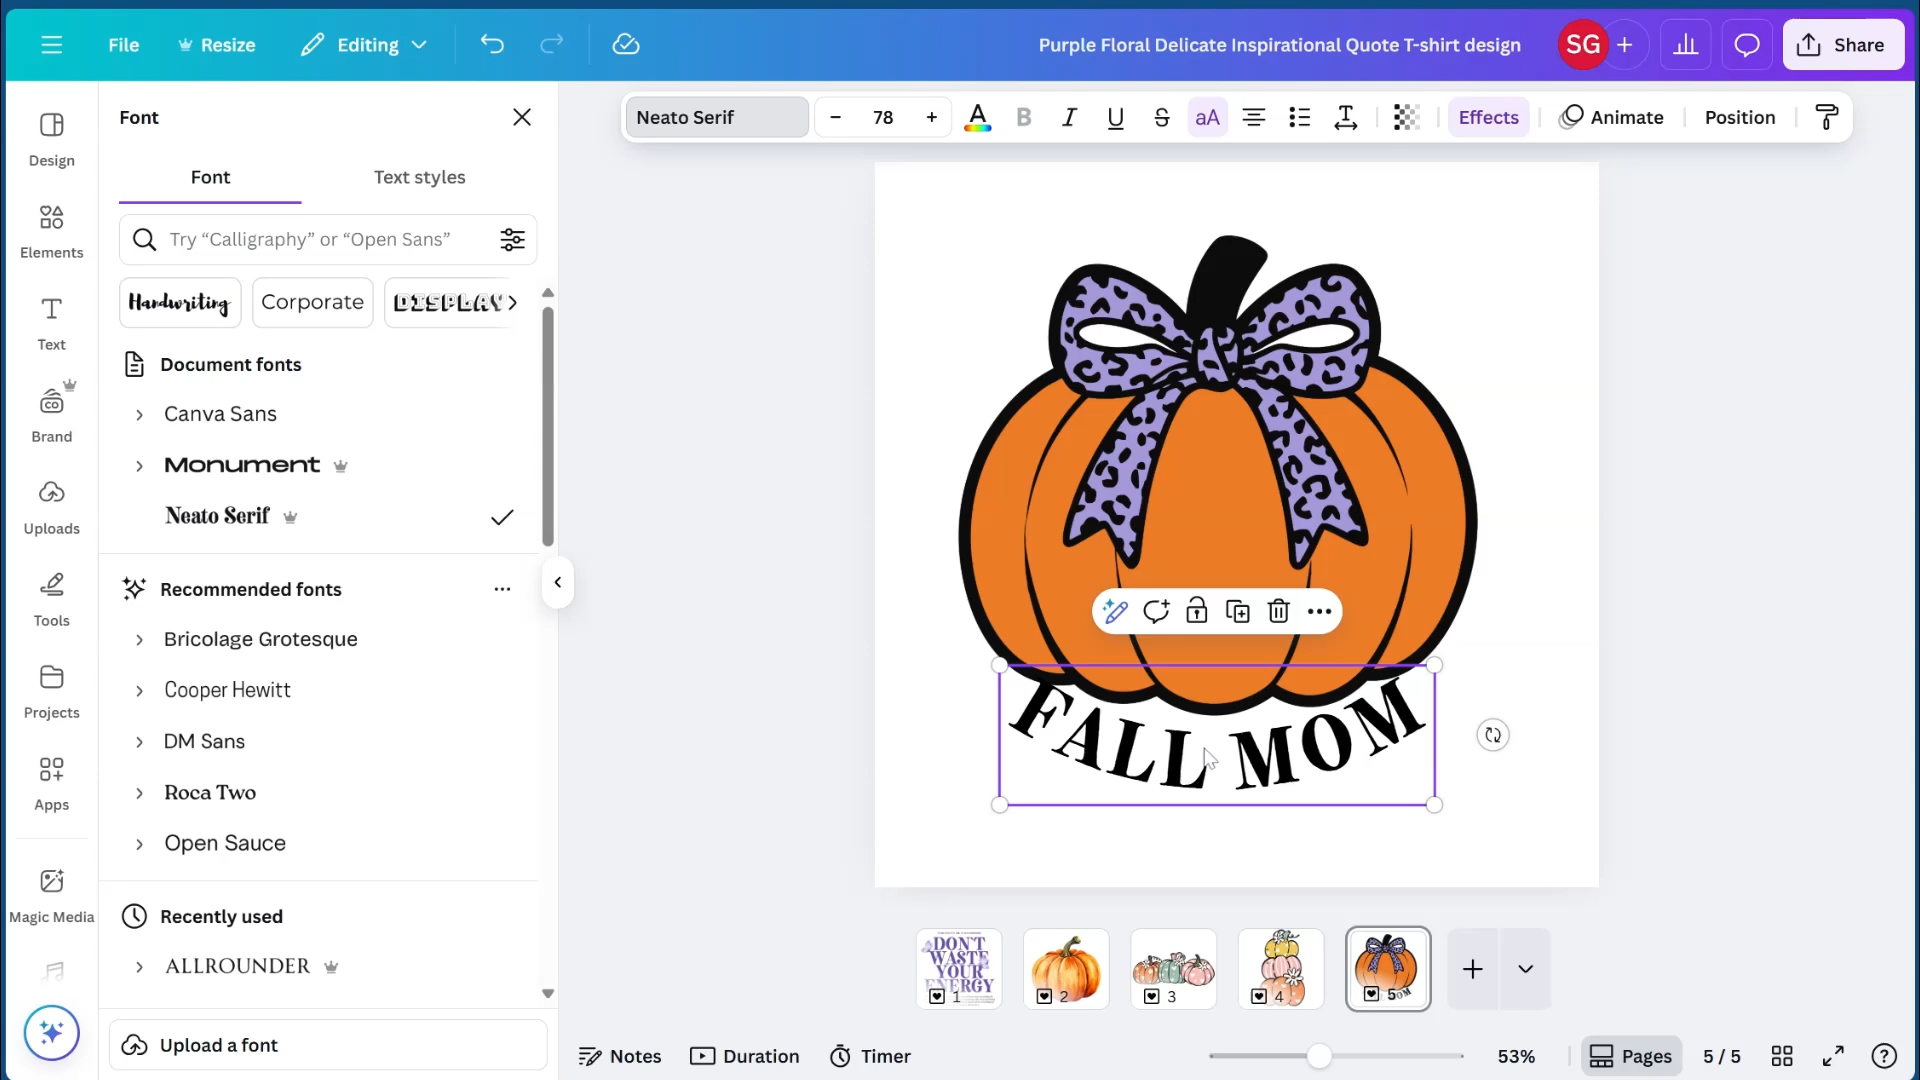 File
Resize
Editing
Purple Floral Delicate Inspirational Quote T-shirt design
SG
Share
Design
Elements
Text
Brand
Uploads
Tools
Projects
Apps
Magic Media
Font
Font
Text styles
Try “Calligraphy” or “Open Sans”
Handwriting
Corporate
DISPLAY
Document fonts
Canva Sans
Monument
Neato Serif
Recommended fonts
Bricolage Grotesque
Cooper Hewitt
DM Sans
Roca Two
Open Sauce
Recently used
ALLROUNDER
Upload a font
Neato Serif
− 78 +
A B I U S aA
Effects
Animate
Position
FALL MOM
DON'T
WASTE
YOUR
ENERGY
1
2
3
4
5
Notes
Duration
Timer
53%
Pages
5 / 5